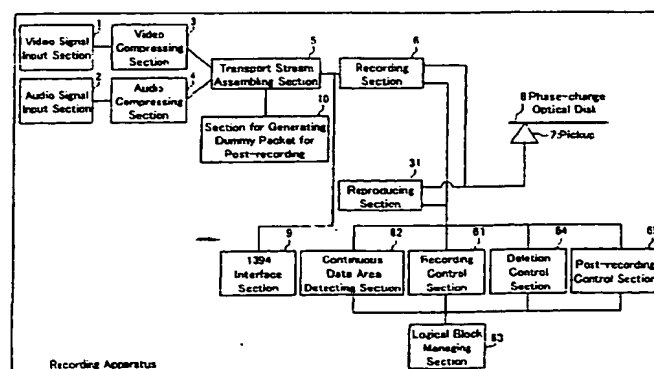 1
Video Signal
Input Section
3
Video
Compressing
Section
2
Audio Signal
Input Section
4
Audio
Compressing
Section
5
Transport Stream
Assembling Section
6
Recording
Section
10
Section for Generating
Dummy Packet for
Post-recording
8 Phase-change
Optical Disk
7:Pickup
31
Reproducing
Section
9
1394
Interface
Section
62
Continuous
Data Area
Detecting Section
61
Recording
Control
Section
64
Deletion
Control
Section
65
Post-recording
Control Section
63
Logical Block
Managing
Section
Recording Apparatus